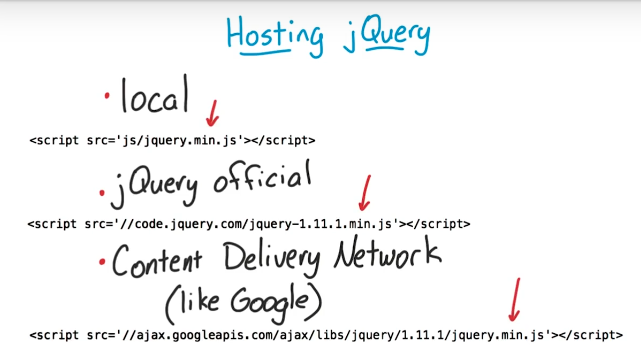 Hosting jQuery
• local
<script src='js/jquery.min.js'></script>
• jQuery official
<script src='//code.jquery.com/jquery-1.11.1.min.js'></script>
• Content Delivery Network
(like Google)
<script src='//ajax.googleapis.com/ajax/libs/jquery/1.11.1/jquery.min.js'></script>